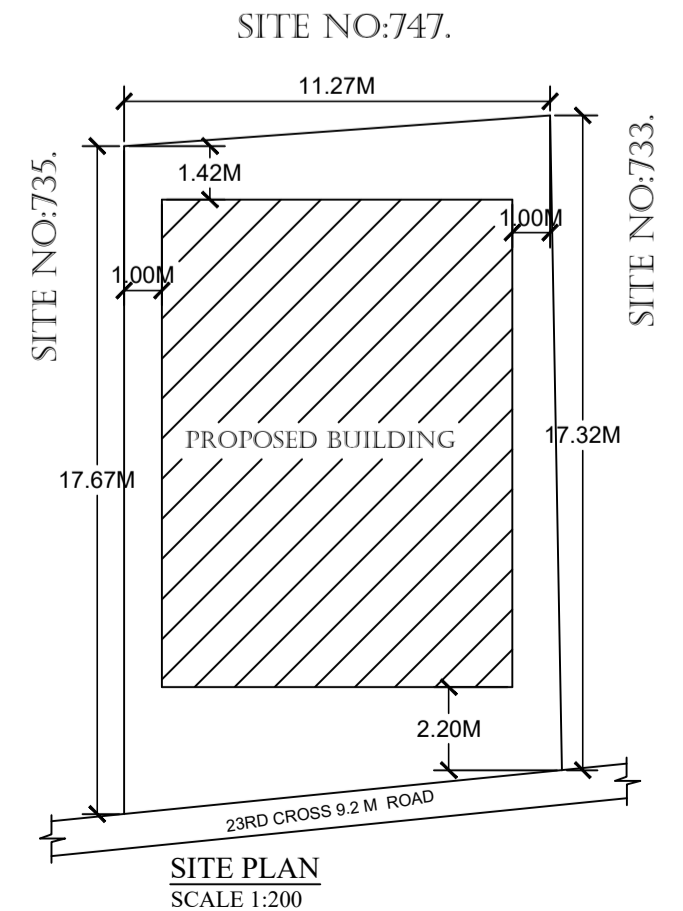 SITE NO:747.
11.27M
SITE NO:735.
1.42M
SITE NO:733.
1.00M
1.00M
PROPOSED BUILDING
17.32M
17.67M
2.20M
23RD CROSS 9.2 M ROAD
SITE PLAN
SCALE 1:200